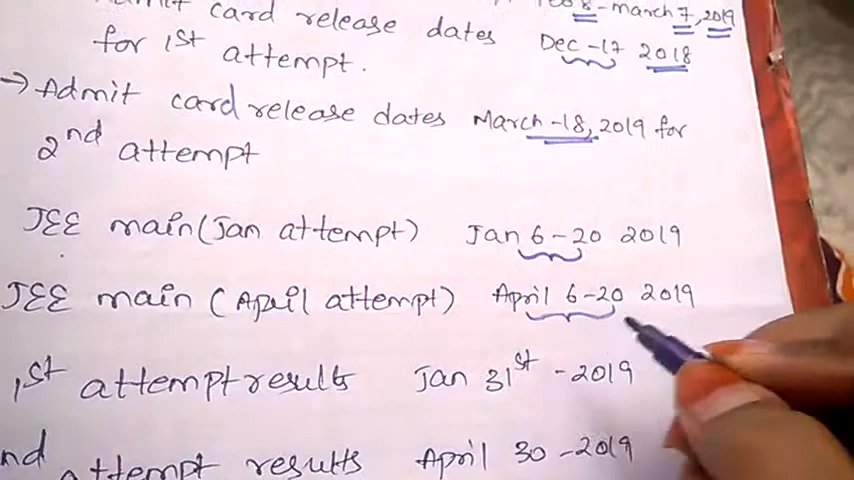 Admit card release dates Feb 8-march 7, 2019
for 1st attempt. Dec-17 2018
→ Admit card release dates March-18, 2019 for
2nd attempt
JEE main (Jan attempt) Jan 6-20 2019
JEE main (April attempt) April 6-20 2019
1st attempt results Jan 31st -2019
nd attempt results April 30-2019